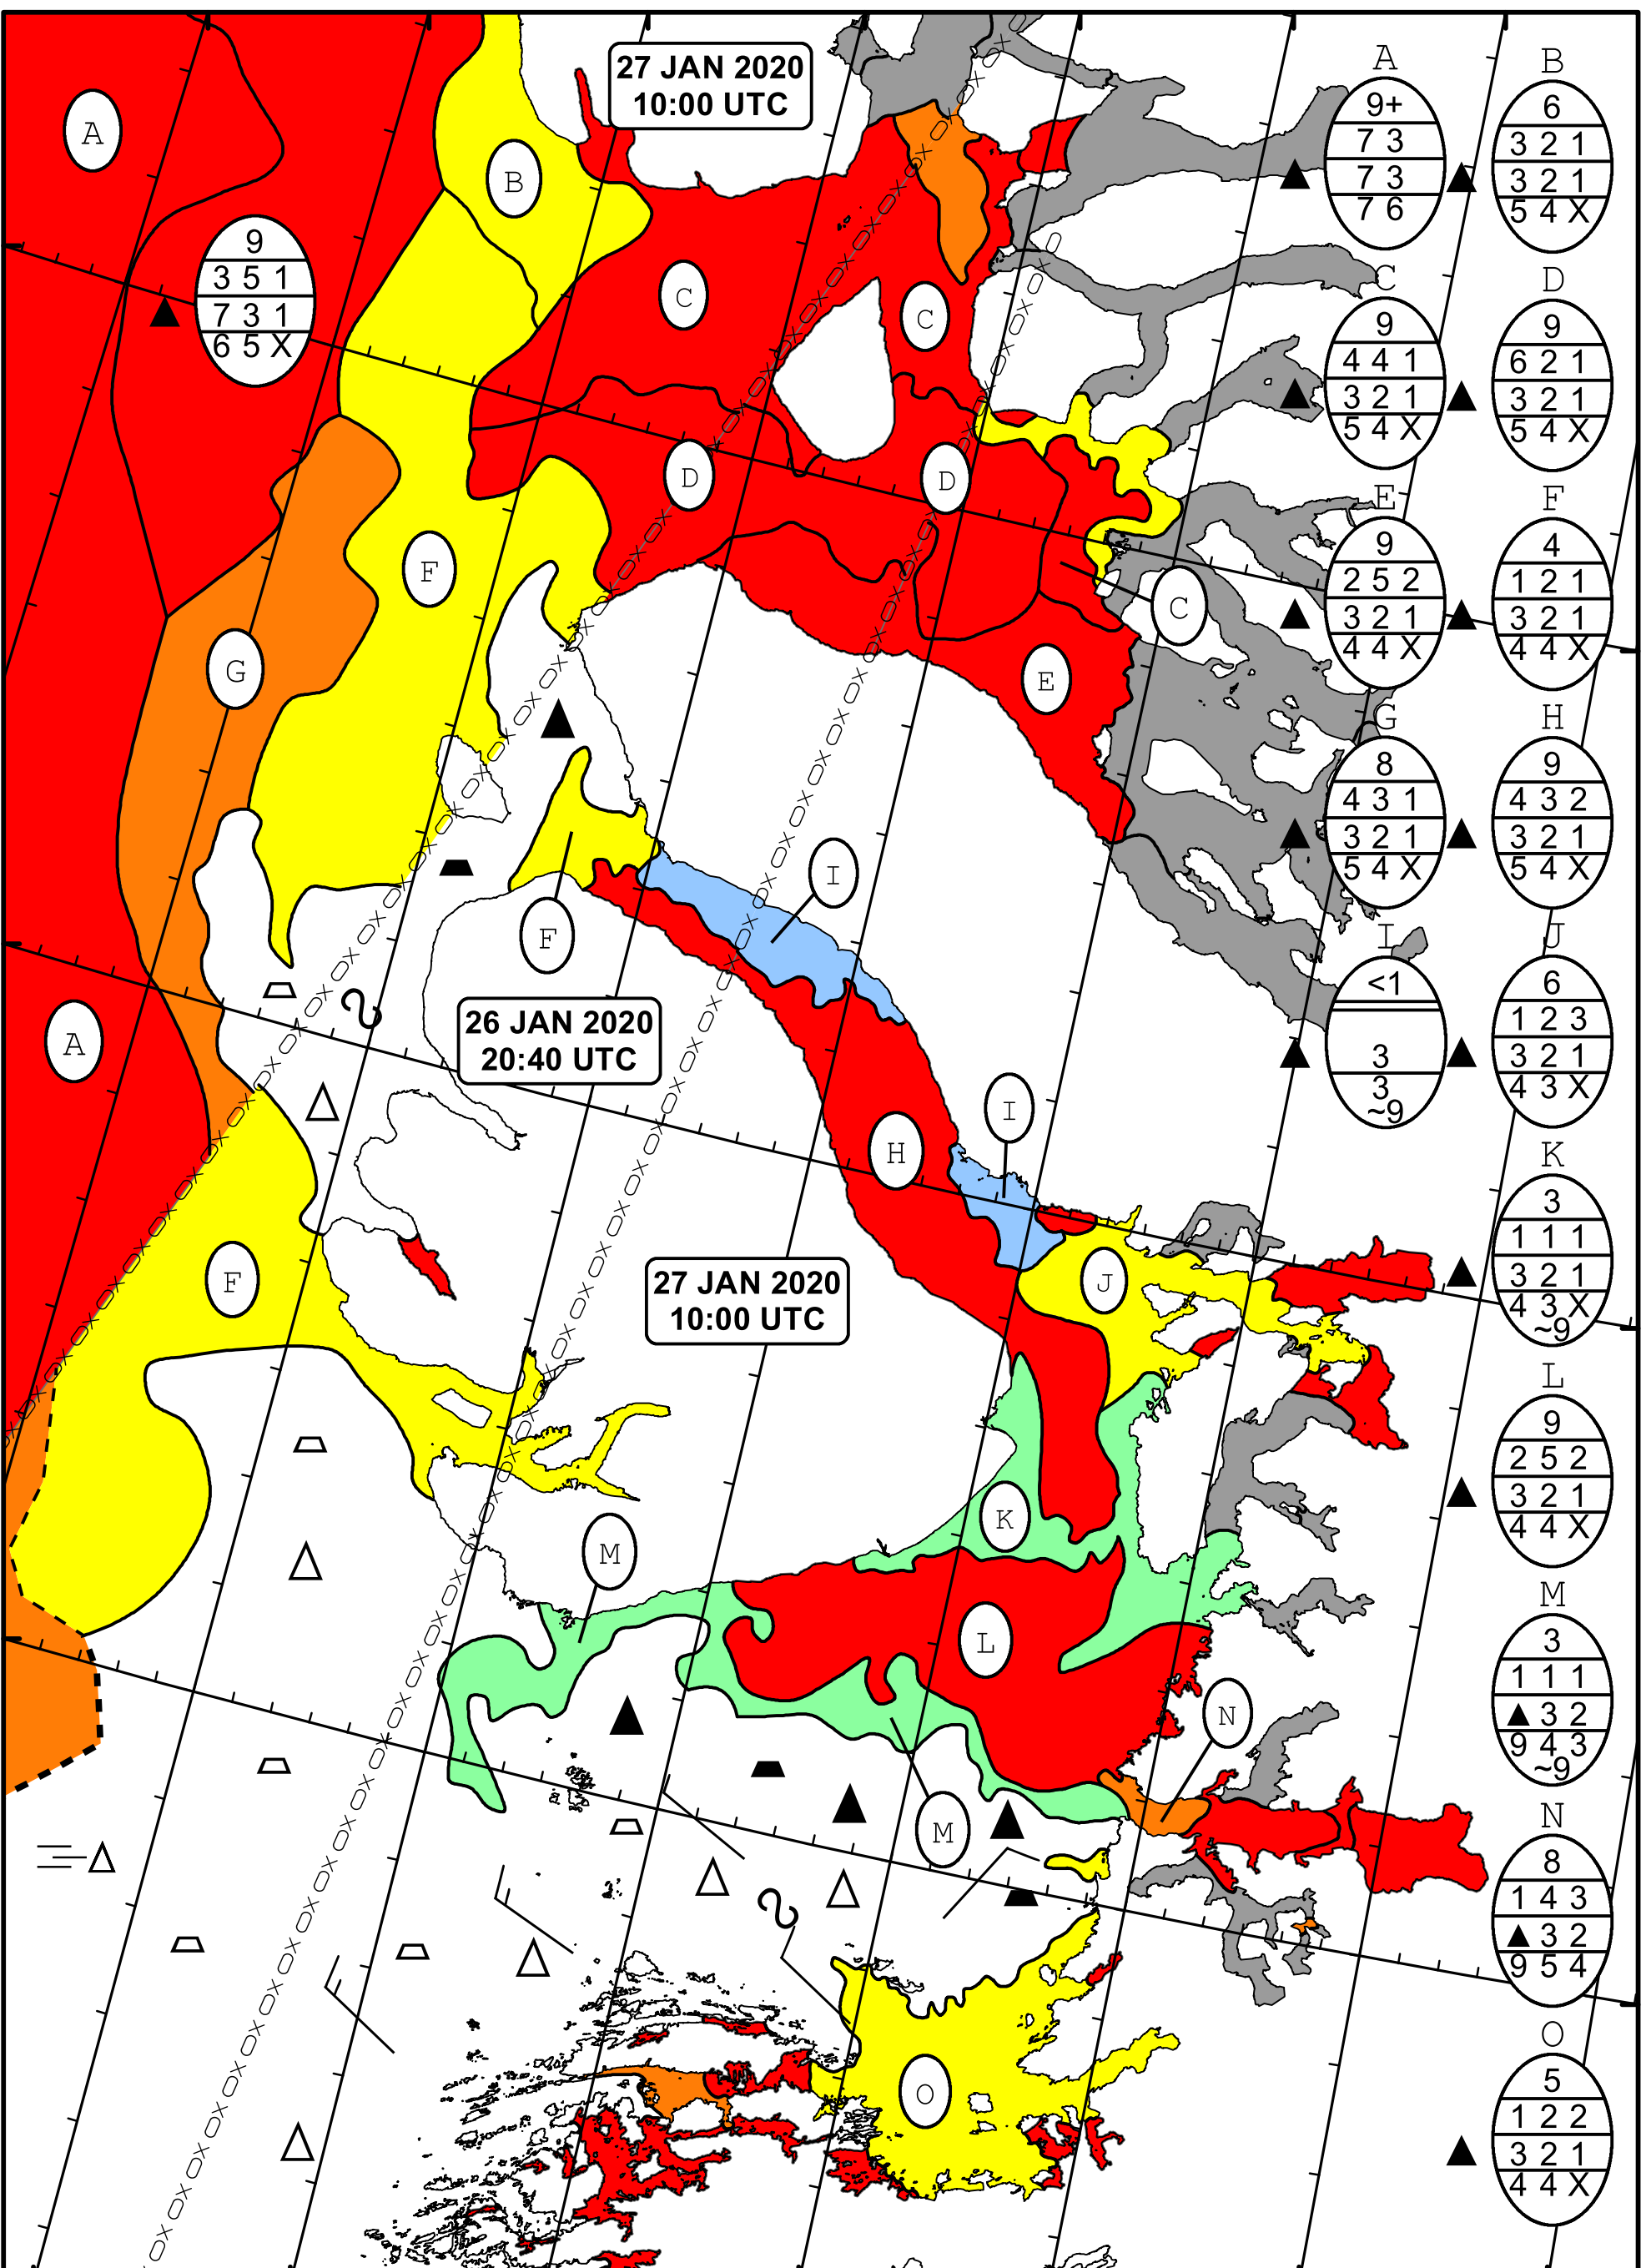 27 JAN 2020
10:00 UTC
A
B
9+
7 3
7 3
7 6
6
3 2 1
3 2 1
5 4 X
A
B
9
3 5 1
7 3 1
6 5 X
C
C
C
D
9
4 4 1
3 2 1
5 4 X
9
6 2 1
3 2 1
5 4 X
D
D
E
F
9
2 5 2
3 2 1
4 4 X
4
1 2 1
3 2 1
4 4 X
F
C
G
E
G
H
8
4 3 1
3 2 1
5 4 X
9
4 3 2
3 2 1
5 4 X
I
F
I
J
<1
3
3
~9
6
1 2 3
3 2 1
4 3 X
26 JAN 2020
20:40 UTC
A
I
H
K
3
1 1 1
3 2 1
4 3 X
~9
F
27 JAN 2020
10:00 UTC
J
L
9
2 5 2
3 2 1
4 4 X
K
M
L
M
3
1 1 1
▲ 3 2
9 4 3
~9
N
M
N
8
1 4 3
▲ 3 2
9 5 4
O
O
5
1 2 2
3 2 1
4 4 X